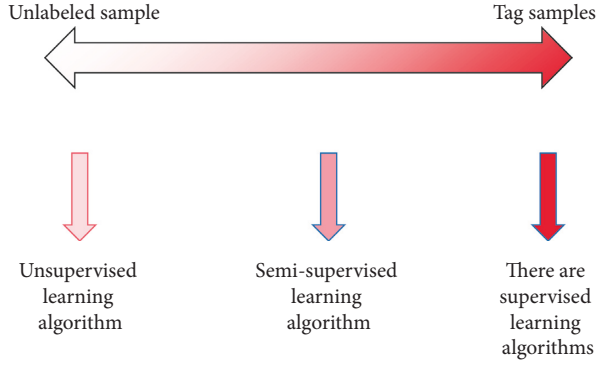 Unlabeled sample
Tag samples
Unsupervised
learning
algorithm
Semi-supervised
learning
algorithm
There are
supervised
learning
algorithms